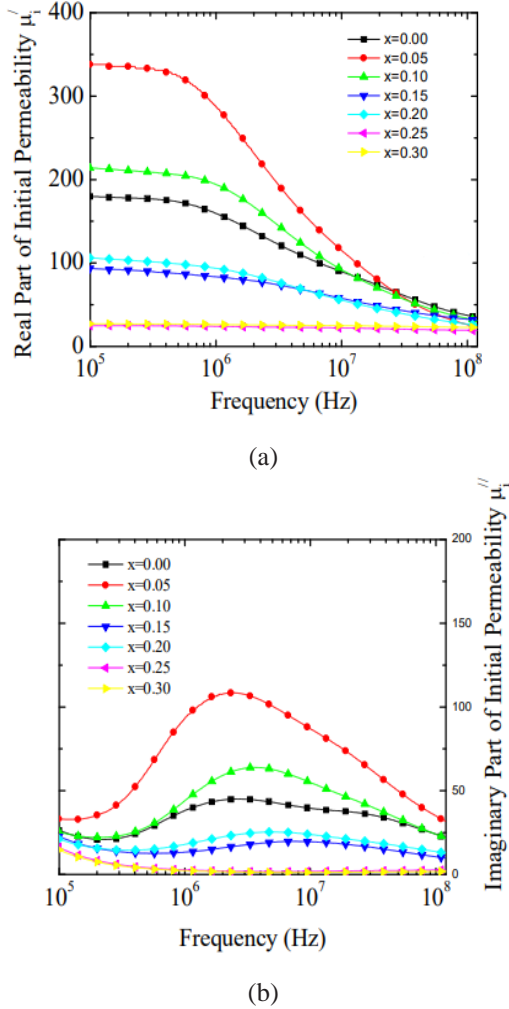 400
300
200
100
0
Real Part of Initial Permeability μ′i
x=0.00
x=0.05
x=0.10
x=0.15
x=0.20
x=0.25
x=0.30
10^5
10^6
10^7
10^8
Frequency (Hz)
(a)
x=0.00
x=0.05
x=0.10
x=0.15
x=0.20
x=0.25
x=0.30
200
150
100
50
0
Imaginary Part of Initial Permeability μ″i
10^5
10^6
10^7
10^8
Frequency (Hz)
(b)